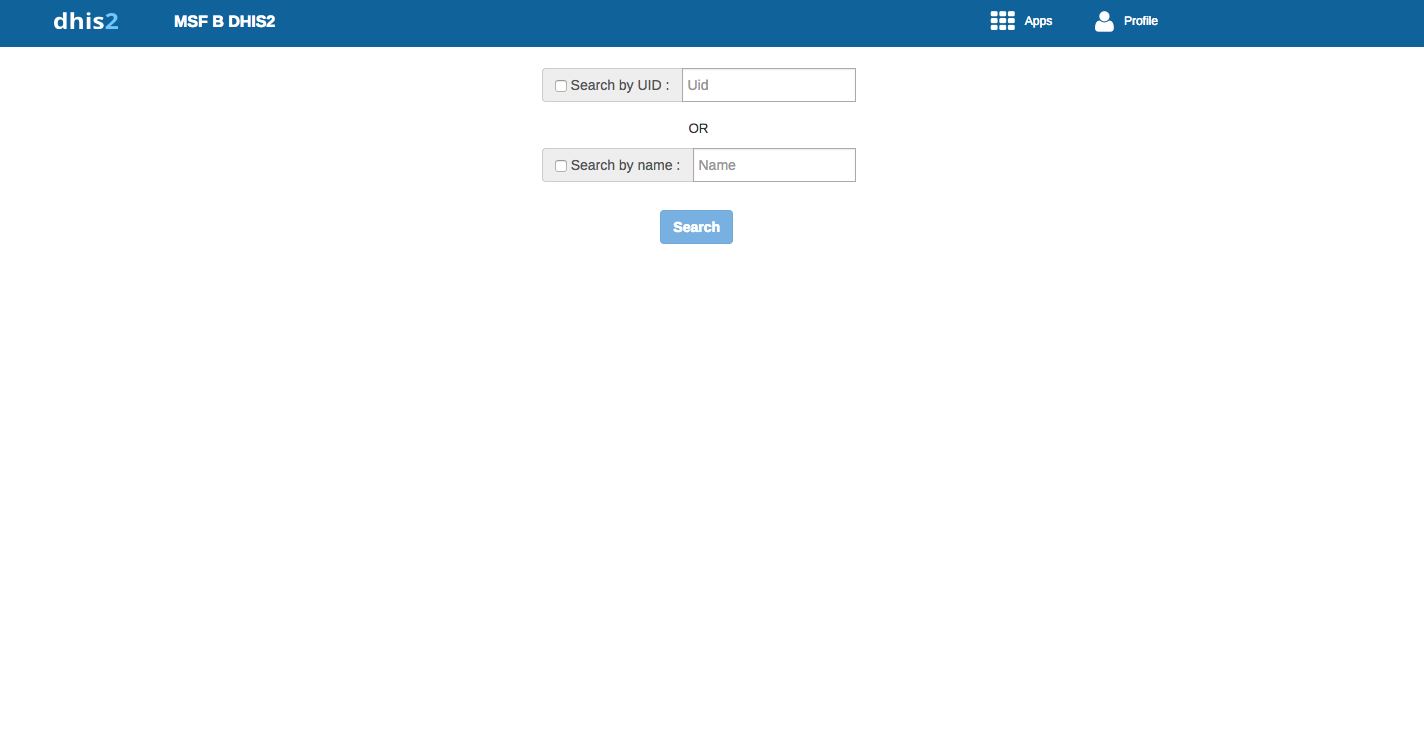 dhis2 MSF B DHIS2 Apps Profile
Search by UID : Uid
OR
Search by name : Name
Search